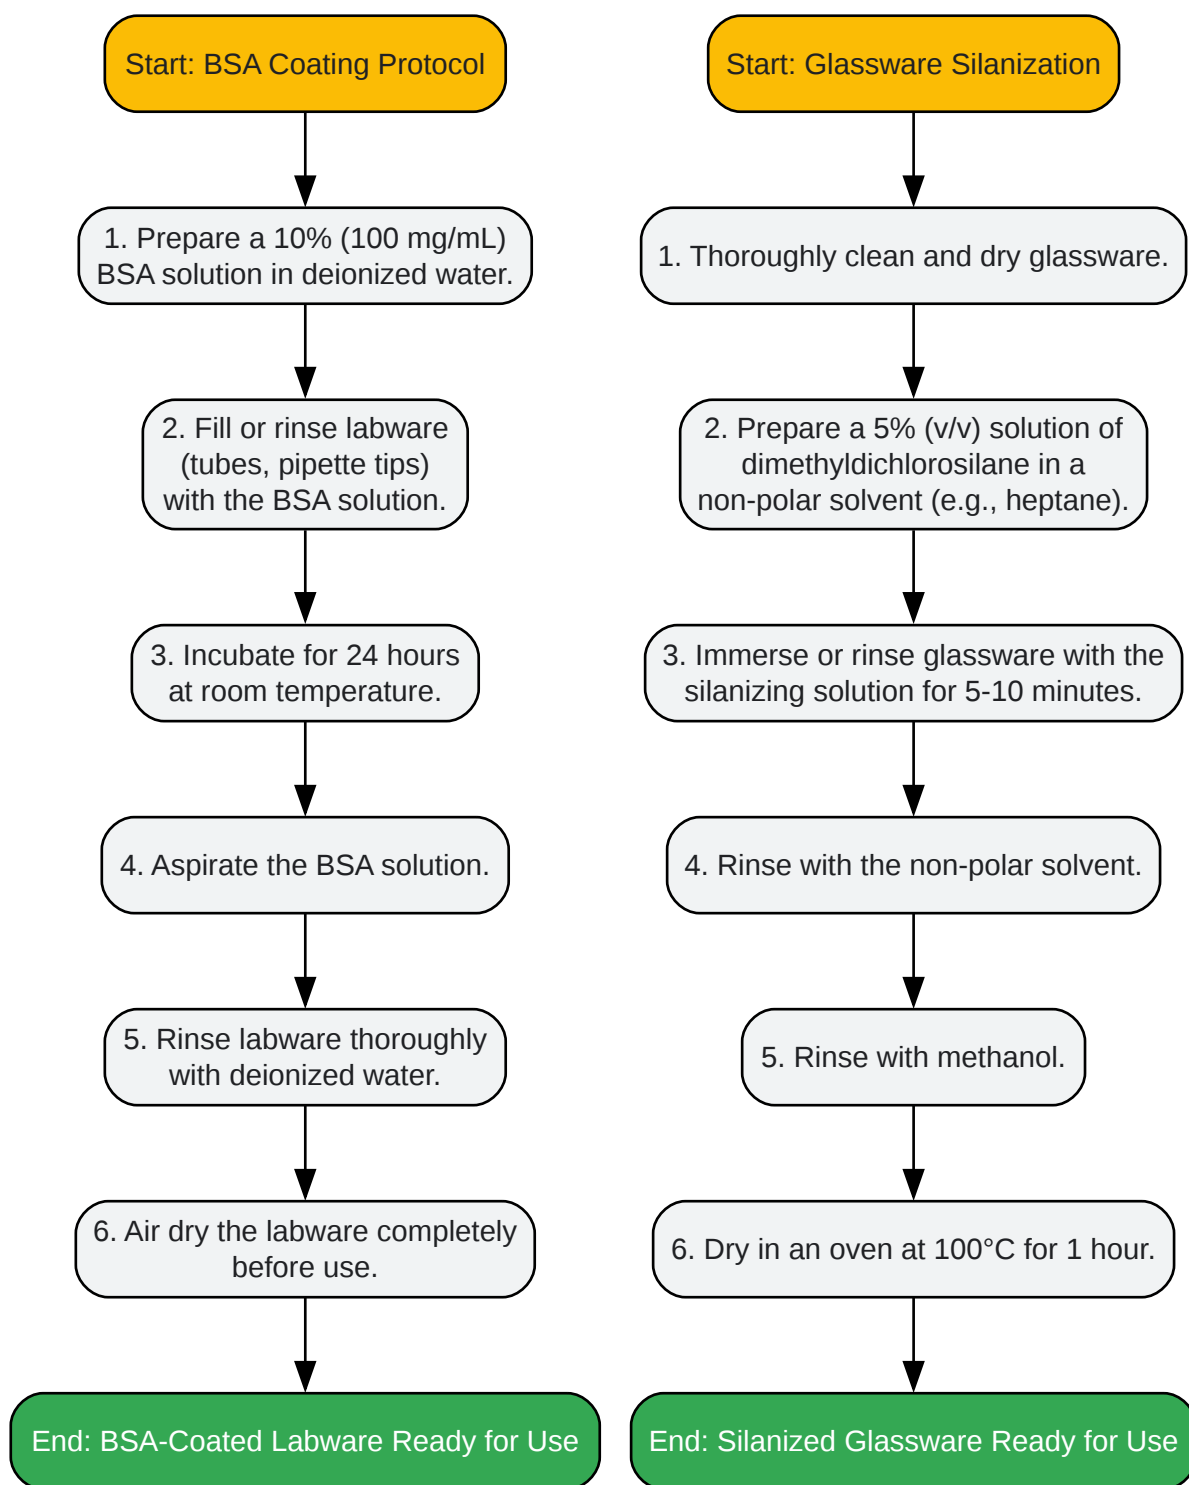 Start: BSA Coating Protocol
1. Prepare a 10% (100 mg/mL)
BSA solution in deionized water.
2. Fill or rinse labware
(tubes, pipette tips)
with the BSA solution.
3. Incubate for 24 hours
at room temperature.
4. Aspirate the BSA solution.
5. Rinse labware thoroughly
with deionized water.
6. Air dry the labware completely
before use.
End: BSA-Coated Labware Ready for Use
Start: Glassware Silanization
1. Thoroughly clean and dry glassware.
2. Prepare a 5% (v/v) solution of
dimethyldichlorosilane in a
non-polar solvent (e.g., heptane).
3. Immerse or rinse glassware with the
silanizing solution for 5-10 minutes.
4. Rinse with the non-polar solvent.
5. Rinse with methanol.
6. Dry in an oven at 100°C for 1 hour.
End: Silanized Glassware Ready for Use